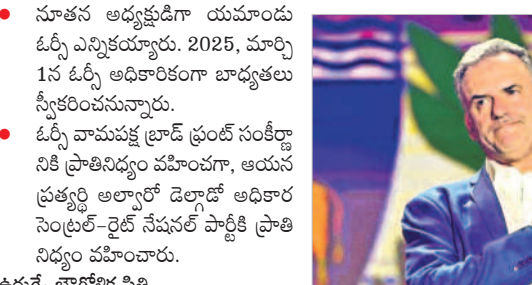 ● నూతన అధ్యక్షుడిగా యమాండు
ఓర్సీ ఎన్నికయ్యారు. 2025, మార్చి
1న ఓర్సీ అధికారికంగా బాధ్యతలు
స్వీకరించనున్నారు.
● ఓర్సీ వామపక్ష బ్రాడ్ ఫ్రంట్ సంకీర్ణా
నికి ప్రాతినిధ్యం వహించగా, ఆయన
ప్రత్యర్థి అల్వారో డెల్గాడో అధికార
సెంట్రల్-రైట్ నేషనల్ పార్టీకి ప్రాతి
నిధ్యం వహించారు.